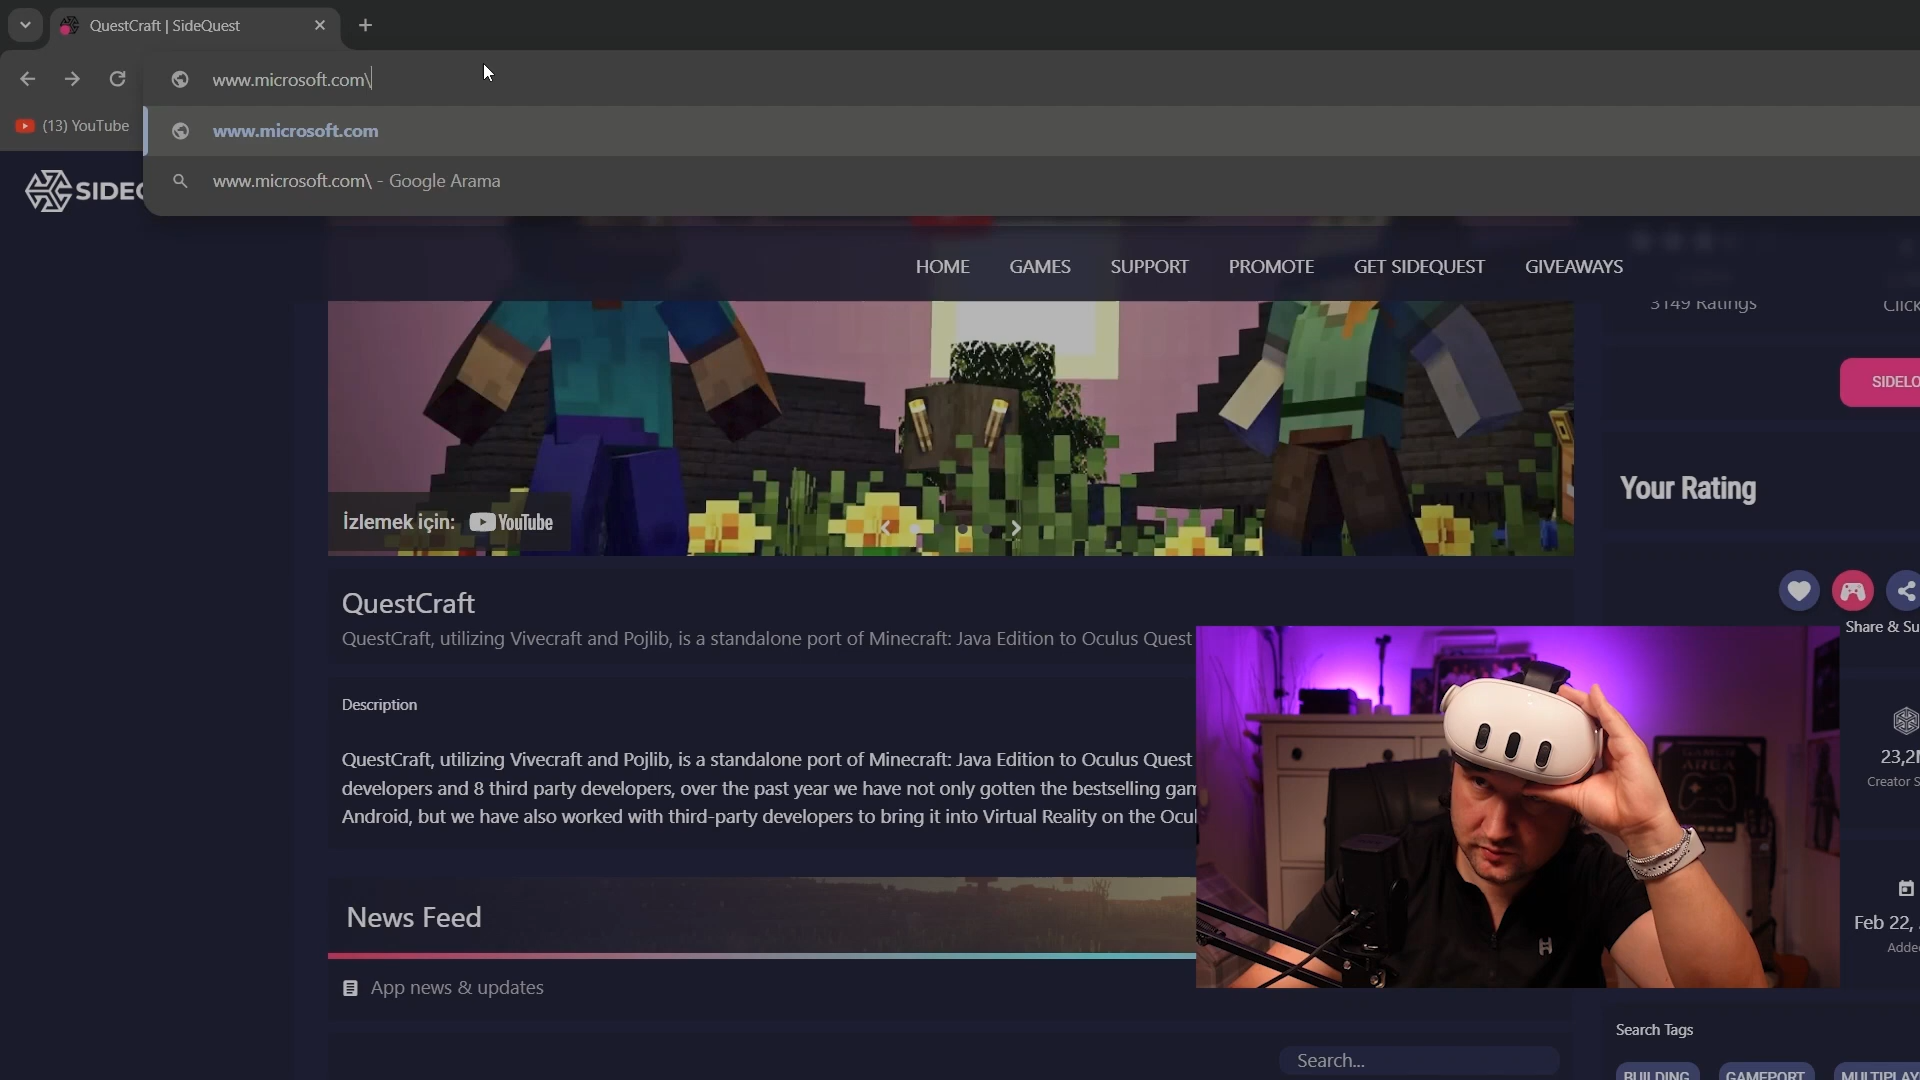 QuestCraft | SideQuest
www.microsoft.com\
(13) YouTube
www.microsoft.com
www.microsoft.com\ - Google Arama
HOME GAMES SUPPORT PROMOTE GET SIDEQUEST GIVEAWAYS
3149 Ratings
Your Rating
İzlemek için: YouTube
QuestCraft
QuestCraft, utilizing Vivecraft and Pojlib, is a standalone port of Minecraft: Java Edition to Oculus Quest
Share & Su
Description
QuestCraft, utilizing Vivecraft and Pojlib, is a standalone port of Minecraft: Java Edition to Oculus Quest
developers and 8 third party developers, over the past year we have not only gotten the bestselling gam
Android, but we have also worked with third-party developers to bring it into Virtual Reality on the Ocul
GAMER
AREA
23,2
Creator S
News Feed
Feb 22,
Adde
App news & updates
Search Tags
Search...
BUILDING GAMEPORT MULTIPLAY